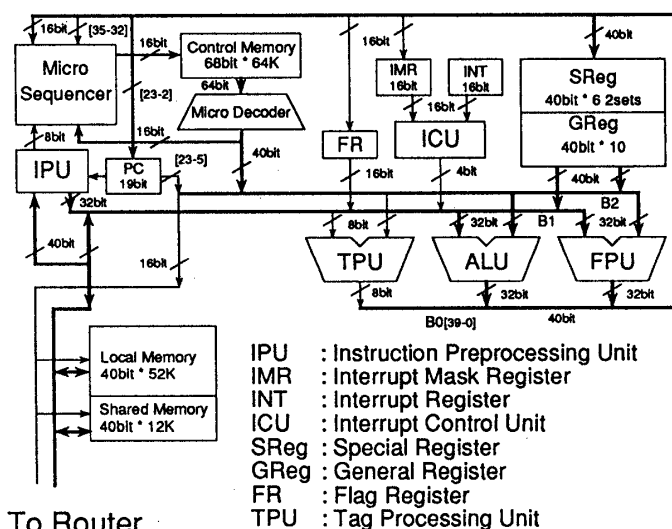 16bit
[35-32]
16bit
Control Memory
68bit * 64K
16bit
40bit
Micro
Sequencer
[23-2]
64bit
Micro Decoder
IMR
16bit
INT
16bit
SReg
40bit * 6 2sets
16bit
8bit
16bit
FR
ICU
GReg
40bit * 10
IPU
PC
19bit
[23-5]
40bit
16bit
4bit
40bit
32bit
B1
B2
40bit
16bit
8bit
32bit
32bit
TPU
ALU
FPU
8bit
32bit
32bit
B0[39-0]
40bit
Local Memory
40bit * 52K
Shared Memory
40bit * 12K
IPU : Instruction Preprocessing Unit
IMR : Interrupt Mask Register
INT : Interrupt Register
ICU : Interrupt Control Unit
SReg : Special Register
GReg : General Register
FR : Flag Register
TPU : Tag Processing Unit
To Router